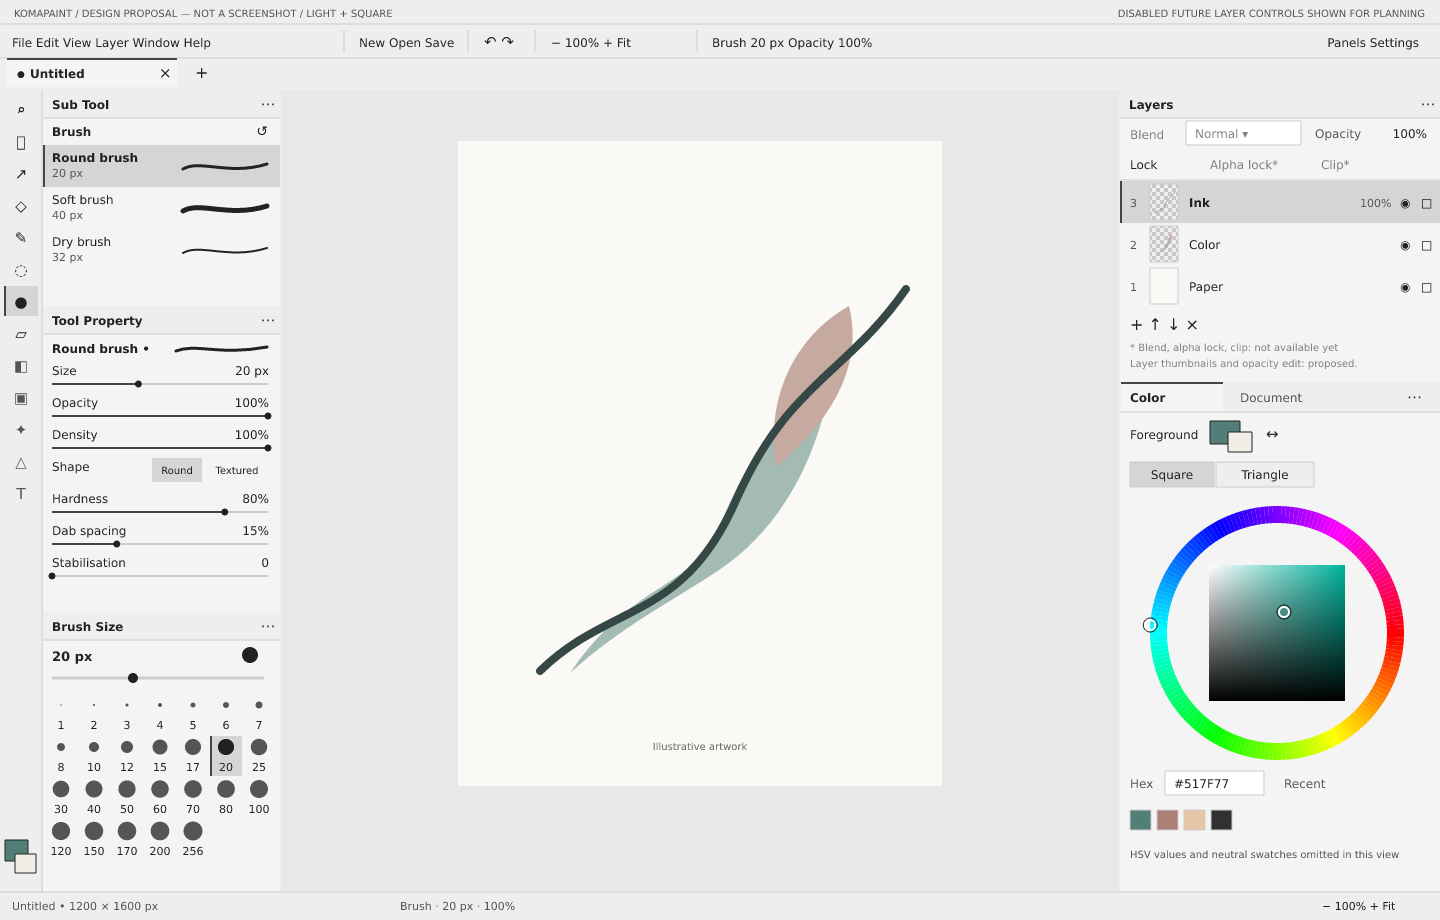 KOMAPAINT / DESIGN PROPOSAL — NOT A SCREENSHOT / LIGHT + SQUARE
DISABLED FUTURE LAYER CONTROLS SHOWN FOR PLANNING
File Edit View Layer Window Help
New Open Save
− 100% + Fit
Brush 20 px Opacity 100%
Panels Settings
● Untitled ×
+
Sub Tool ···
Brush
Round brush
20 px
Soft brush
40 px
Dry brush
32 px
T
Tool Property ···
Round brush •
Size 20 px
Opacity 100%
Density 100%
Shape Round Textured
Hardness 80%
Dab spacing 15%
Stabilisation 0
Brush Size ···
20 px
1 2 3 4 5 6 7
8 10 12 15 17 20 25
30 40 50 60 70 80 100
120 150 170 200 256
Illustrative artwork
Layers ···
Blend Normal ▾ Opacity 100%
Lock Alpha lock* Clip*
3 Ink 100%
2 Color
1 Paper
+ ↑ ↓ ×
* Blend, alpha lock, clip: not available yet
Layer thumbnails and opacity edit: proposed.
Color Document ···
Foreground ↔
Square Triangle
Hex #517F77 Recent
HSV values and neutral swatches omitted in this view
Untitled • 1200 × 1600 px
Brush · 20 px · 100%
− 100% + Fit